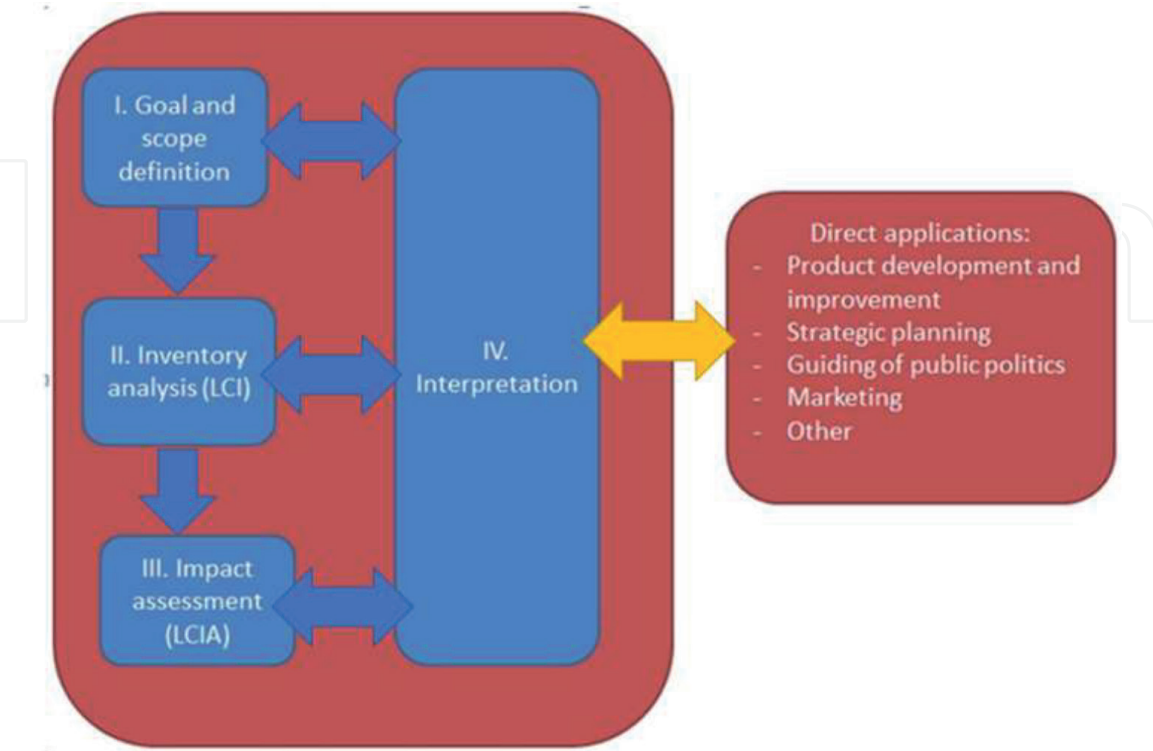 I. Goal and
scope
definition
II. Inventory
analysis (LCI)
III. Impact
assessment
(LCIA)
IV.
Interpretation
Direct applications:
- Product development and
improvement
- Strategic planning
- Guiding of public politics
- Marketing
- Other